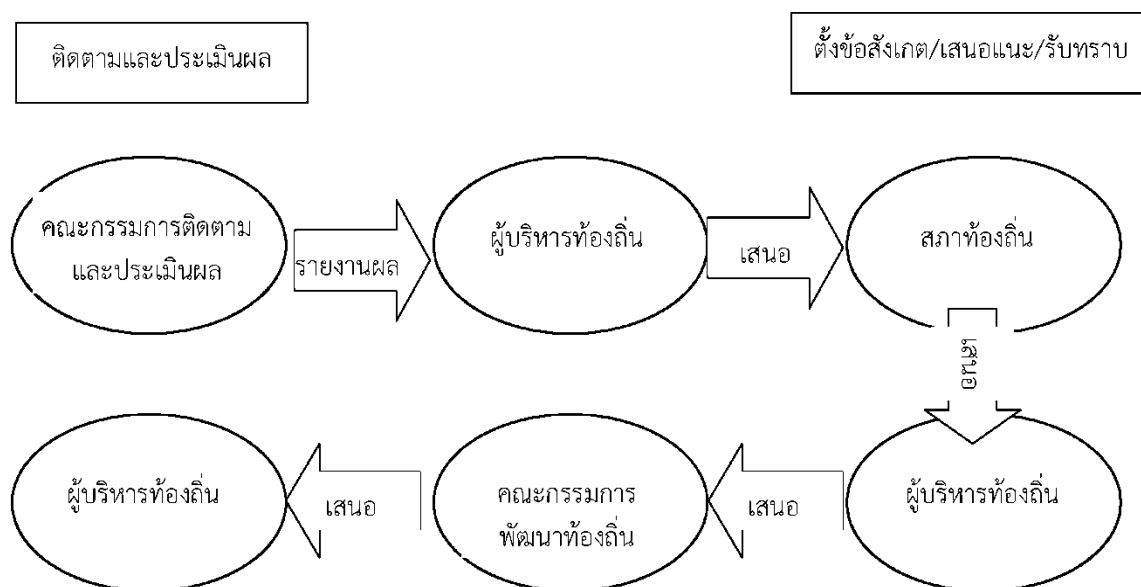 ติดตามและประเมินผล
ตั้งข้อสังเกต/เสนอแนะ/รับทราบ
คณะกรรมการติดตาม
และประเมินผล
รายงานผล
ผู้บริหารท้องถิ่น
เสนอ
สภาท้องถิ่น
เสนอ
ผู้บริหารท้องถิ่น
เสนอ
คณะกรรมการ
พัฒนาท้องถิ่น
เสนอ
ผู้บริหารท้องถิ่น